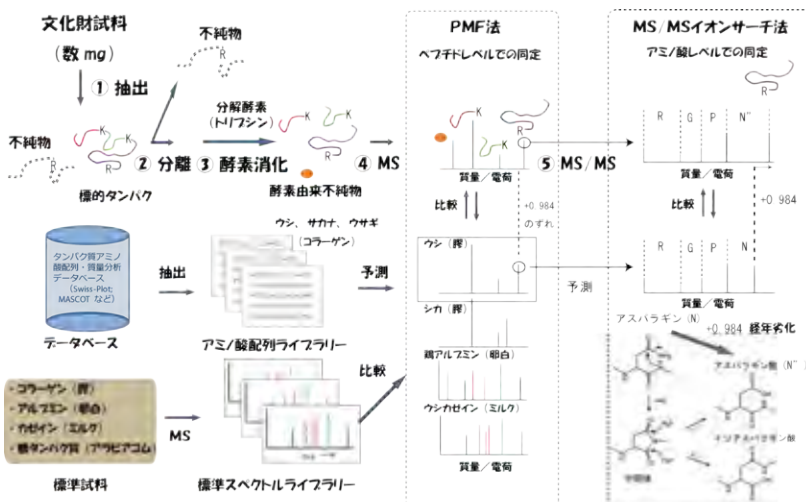 文化財試料
(数 mg)
① 抽出
不純物
R
不純物
R
K
K
R
標的タンパク
② 分離
③ 酵素消化
分解酵素
(トリプシン)
K
K
R
酵素由来不純物
④ MS
PMF法
ペプチドレベルでの同定
K
K
R
質量/電荷
⑤ MS/MS
比較
+0.984
のずれ
MS/MSイオンサーチ法
アミノ酸レベルでの同定
R
R G P N"
質量/電荷
比較
+0.984
タンパク質アミノ
酸配列・質量分析
データベース
(Swiss-Plot;
MASCOT など)
データベース
抽出
ウシ、サカナ、ウサギ
(コラーゲン)
アミノ酸配列ライブラリー
予測
ウシ(膠)
シカ(膠)
鶏アルブミン(卵白)
ウシカゼイン(ミルク)
質量/電荷
予測
R G P N
質量/電荷
アスパラギン(N)
+0.984 経年劣化
アスパラギン酸(N")
イソアスパラギン酸
中間体
・コラーゲン(膠)
・アルブミン(卵白)
・カゼイン(ミルク)
・糖タンパク質(アラビアゴム)
標準試料
MS
標準スペクトルライブラリー
比較